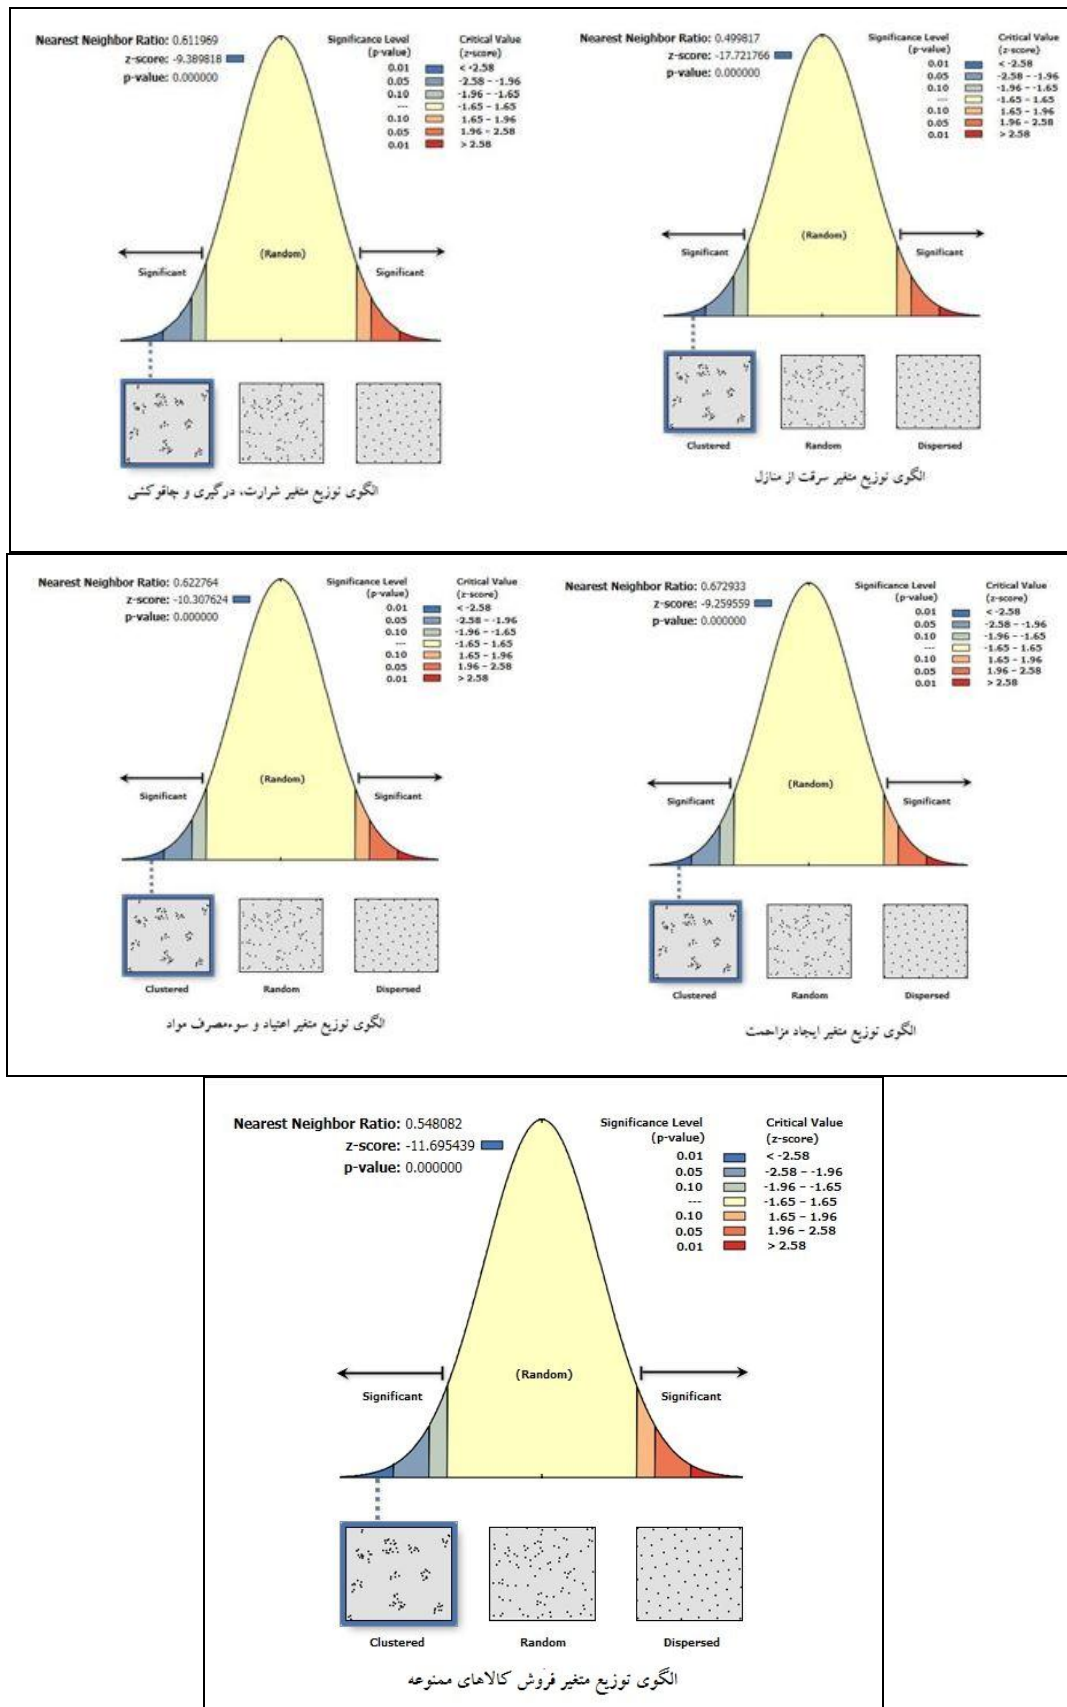 Nearest Neighbor Ratio: 0.611969
z-score: -9.389818
p-value: 0.000000
Significance Level (p-value)
Critical Value (z-score)
0.01 < -2.58
0.05 -2.58 – -1.96
0.10 -1.96 – -1.65
--- -1.65 – 1.65
0.10 1.65 – 1.96
0.05 1.96 – 2.58
0.01 > 2.58
Significant
(Random)
Significant
الگوی توزیع متغیر شرارت، درگیری و چاقوکشی
Nearest Neighbor Ratio: 0.499817
z-score: -17.721766
p-value: 0.000000
Significance Level (p-value)
Critical Value (z-score)
0.01 < -2.58
0.05 -2.58 – -1.96
0.10 -1.96 – -1.65
--- -1.65 – 1.65
0.10 1.65 – 1.96
0.05 1.96 – 2.58
0.01 > 2.58
Significant
(Random)
Significant
Clustered Random Dispersed
الگوی توزیع متغیر سرقت از منازل
Nearest Neighbor Ratio: 0.622764
z-score: -10.307624
p-value: 0.000000
Significance Level (p-value)
Critical Value (z-score)
0.01 < -2.58
0.05 -2.58 – -1.96
0.10 -1.96 – -1.65
--- -1.65 – 1.65
0.10 1.65 – 1.96
0.05 1.96 – 2.58
0.01 > 2.58
Significant
(Random)
Significant
Clustered Random Dispersed
الگوی توزیع متغیر اعتیاد و سوءمصرف مواد
Nearest Neighbor Ratio: 0.672933
z-score: -9.259559
p-value: 0.000000
Significance Level (p-value)
Critical Value (z-score)
0.01 < -2.58
0.05 -2.58 – -1.96
0.10 -1.96 – -1.65
--- -1.65 – 1.65
0.10 1.65 – 1.96
0.05 1.96 – 2.58
0.01 > 2.58
Significant
(Random)
Significant
Clustered Random Dispersed
الگوی توزیع متغیر ایجاد مزاحمت
Nearest Neighbor Ratio: 0.548082
z-score: -11.695439
p-value: 0.000000
Significance Level (p-value)
Critical Value (z-score)
0.01 < -2.58
0.05 -2.58 – -1.96
0.10 -1.96 – -1.65
--- -1.65 – 1.65
0.10 1.65 – 1.96
0.05 1.96 – 2.58
0.01 > 2.58
Significant
(Random)
Significant
Clustered Random Dispersed
الگوی توزیع متغیر فروش کالاهای ممنوعه